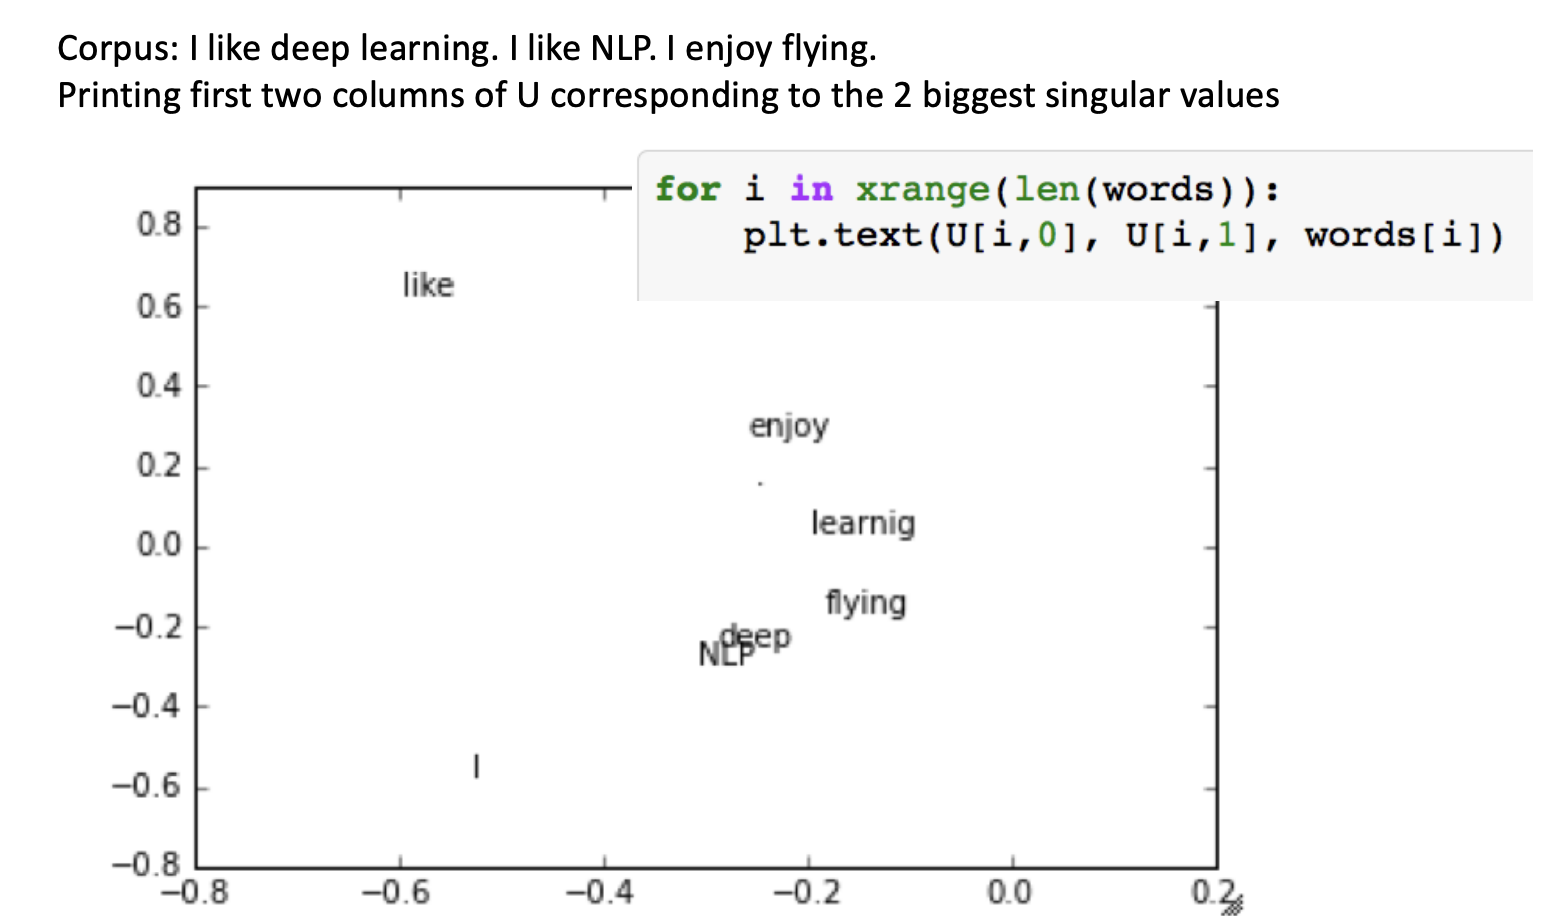 Corpus: I like deep learning. I like NLP. I enjoy flying.
Printing first two columns of U corresponding to the 2 biggest singular values
for i in xrange(len(words)):
plt.text(U[i,0], U[i,1], words[i])
0.8
like
0.6
0.4
enjoy
0.2
.
learnig
0.0
flying
−0.2
deep
NLP
−0.4
I
−0.6
−0.8
−0.8 −0.6 −0.4 −0.2 0.0 0.2